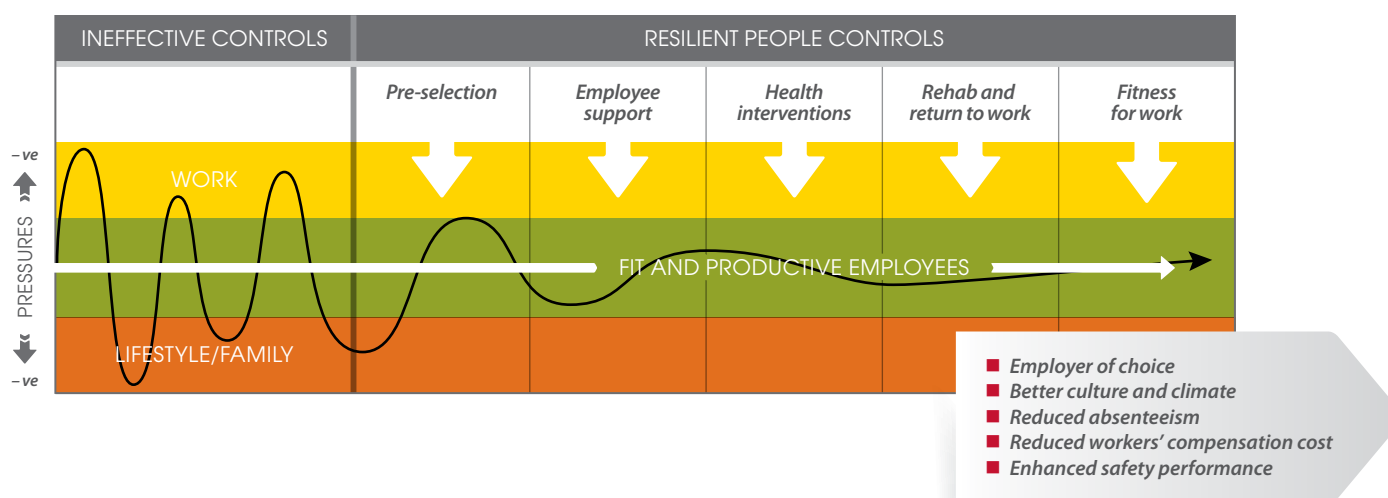 INEFFECTIVE CONTROLS
RESILIENT PEOPLE CONTROLS
Pre-selection
Employee
support
Health
interventions
Rehab and
return to work
Fitness
for work
– ve
PRESSURES
– ve
WORK
FIT AND PRODUCTIVE EMPLOYEES
LIFESTYLE/FAMILY
Employer of choice
Better culture and climate
Reduced absenteeism
Reduced workers’ compensation cost
Enhanced safety performance